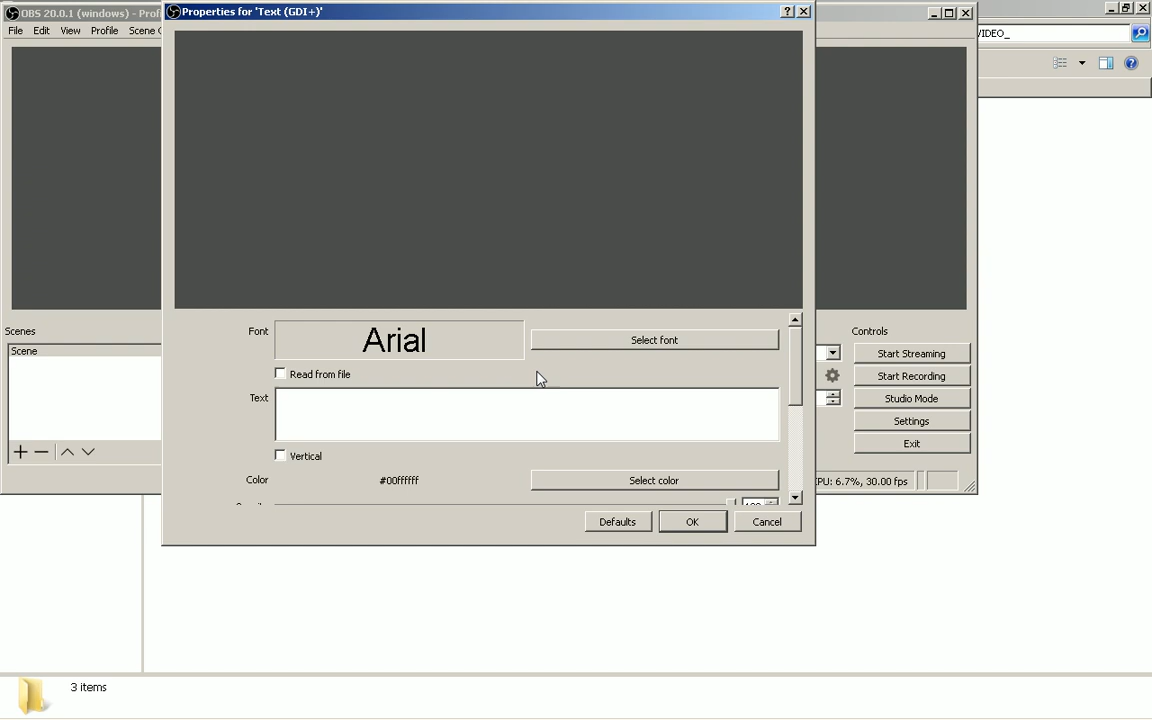 OBS 20.0.1 (windows) - Prof
Properties for 'Text (GDI+)'
File Edit View Profile Scene
VIDEO_
Font
Arial
Select font
Read from file
Text
Vertical
Color
#00ffffff
Select color
Defaults
OK
Cancel
Scenes
Scene
Controls
Start Streaming
Start Recording
Studio Mode
Settings
Exit
CPU: 6.7%, 30.00 fps
3 items